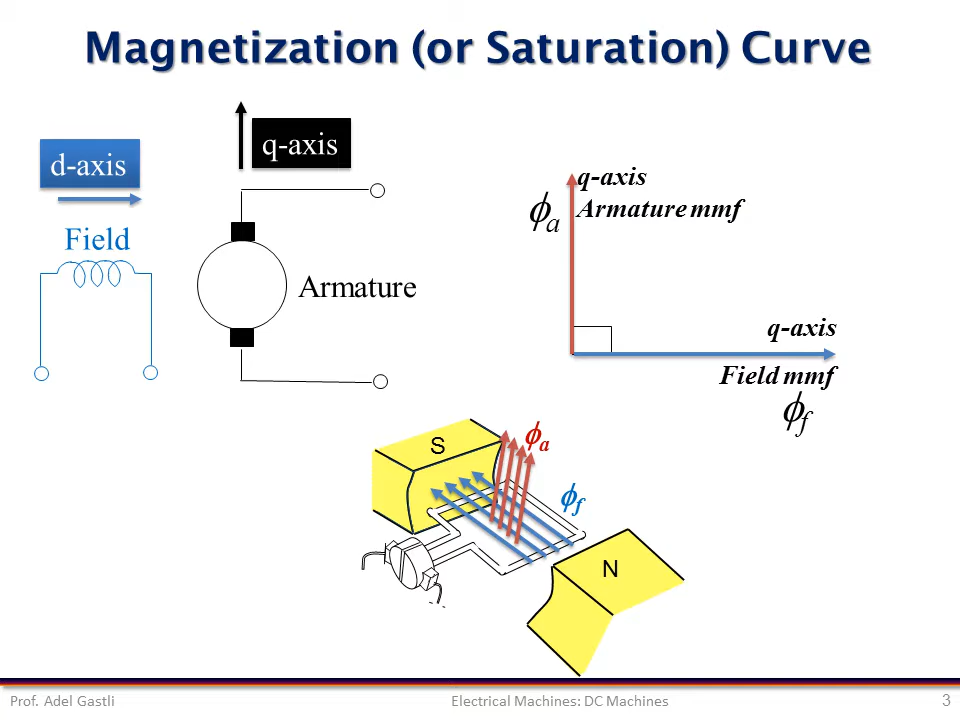 Magnetization (or Saturation) Curve
q-axis
d-axis
Field
Armature
q-axis
Armature mmf
ϕa
q-axis
Field mmf
ϕf
S
ϕa
ϕf
N
Prof. Adel Gastli
Electrical Machines: DC Machines
3